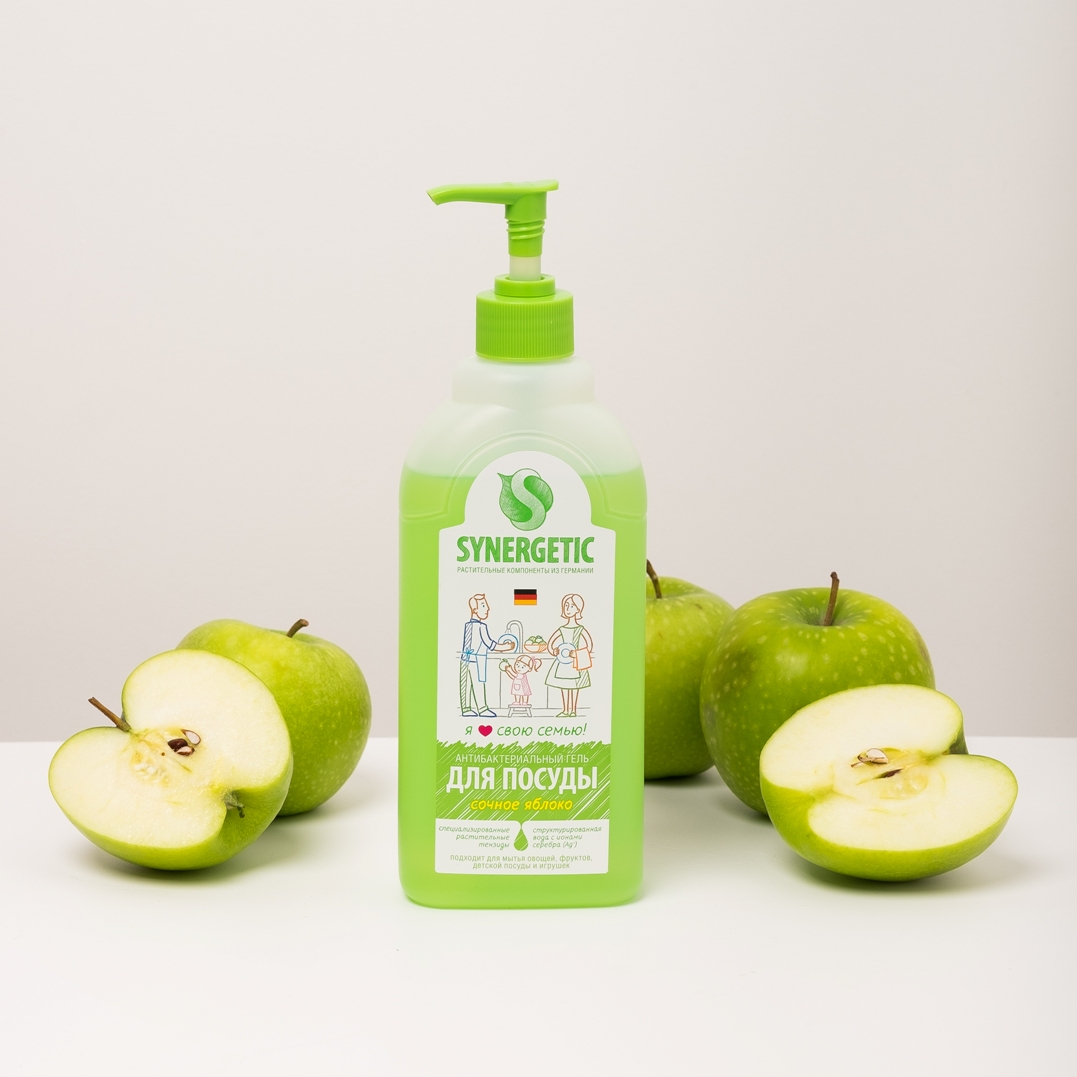 SYNERGETIC
РАСТИТЕЛЬНЫЕ КОМПОНЕНТЫ ИЗ ГЕРМАНИИ
я ❤ свою семью!
АНТИБАКТЕРИАЛЬНЫЙ ГЕЛЬ
ДЛЯ ПОСУДЫ
сочное яблоко
специализированные
растительные
тензиды
структурированная
вода с ионами
серебра (Ag⁺)
подходит для мытья овощей, фруктов,
детской посуды и игрушек